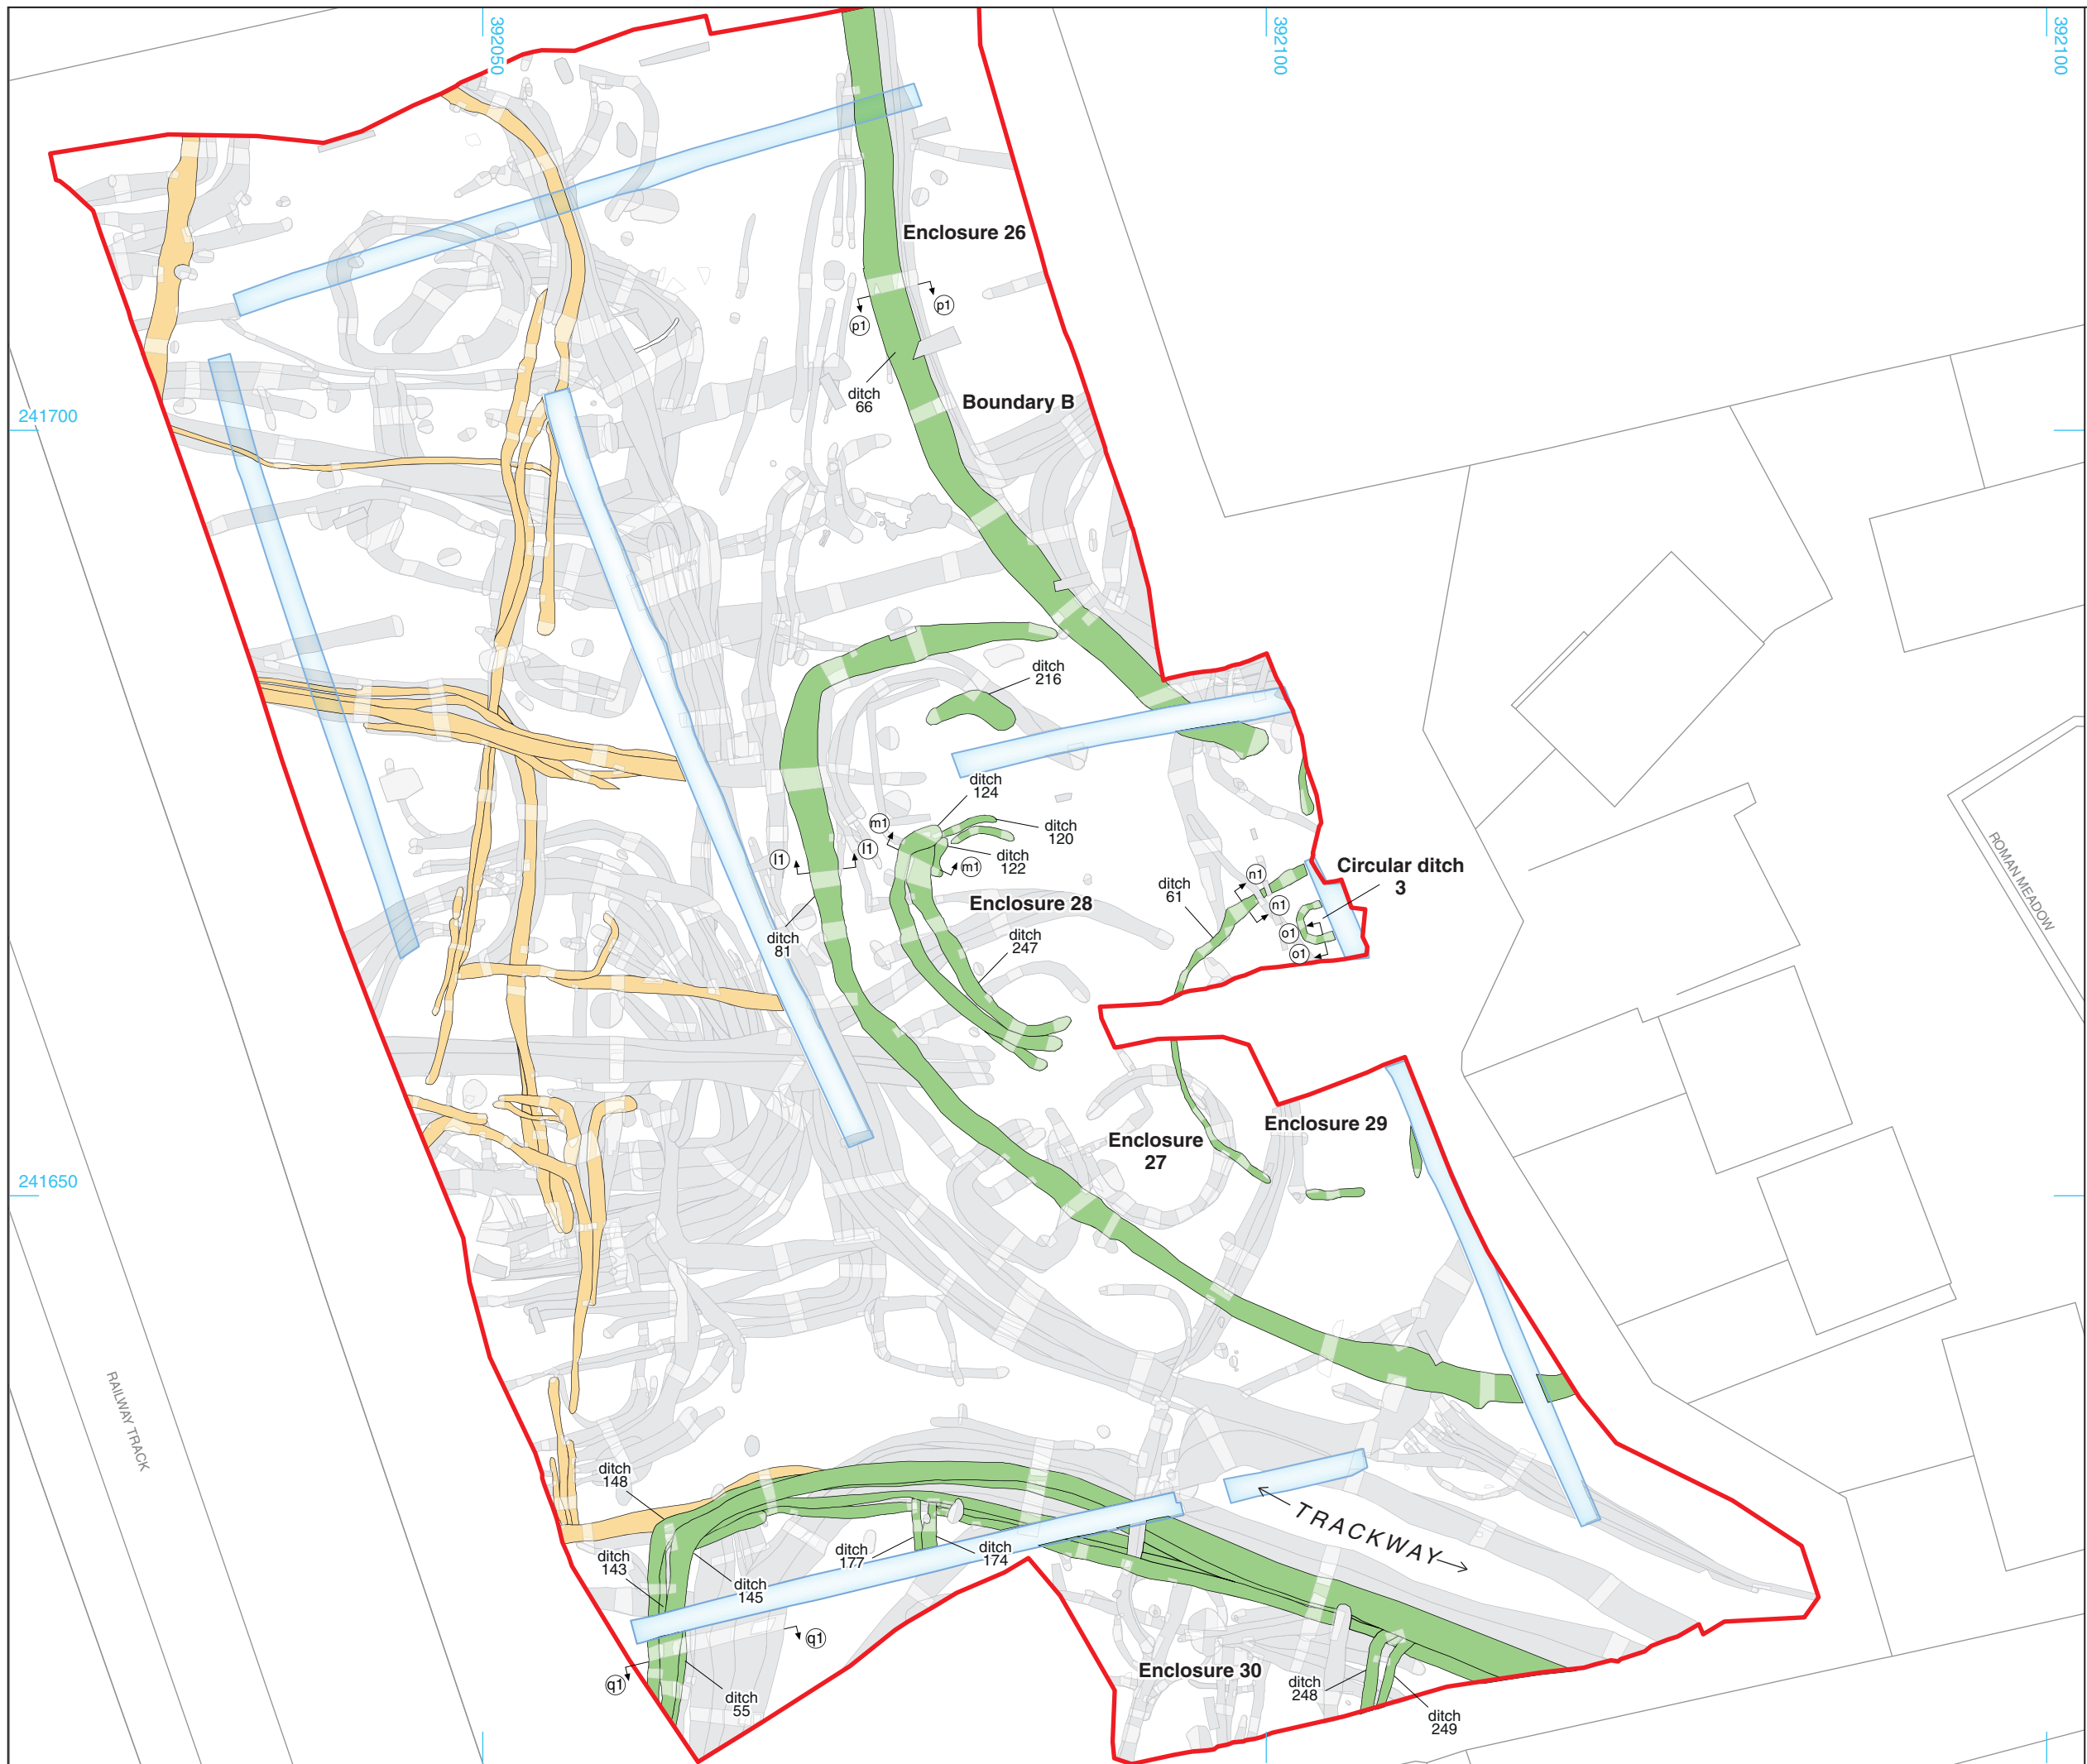 392050
392100
392100
Enclosure 26
p1
p1
ditch
66
Boundary B
241700
ditch
216
ditch
124
m1
ditch
120
l1
l1
ditch
122
m1
Circular ditch
3
ROMAN MEADOW
n1
ditch
61
n1
Enclosure 28
o1
ditch
81
ditch
247
o1
Enclosure 29
Enclosure
27
241650
RAILWAY TRACK
ditch
148
TRACKWAY
ditch
143
ditch
177
ditch
174
ditch
145
q1
q1
Enclosure 30
ditch
55
ditch
248
ditch
249